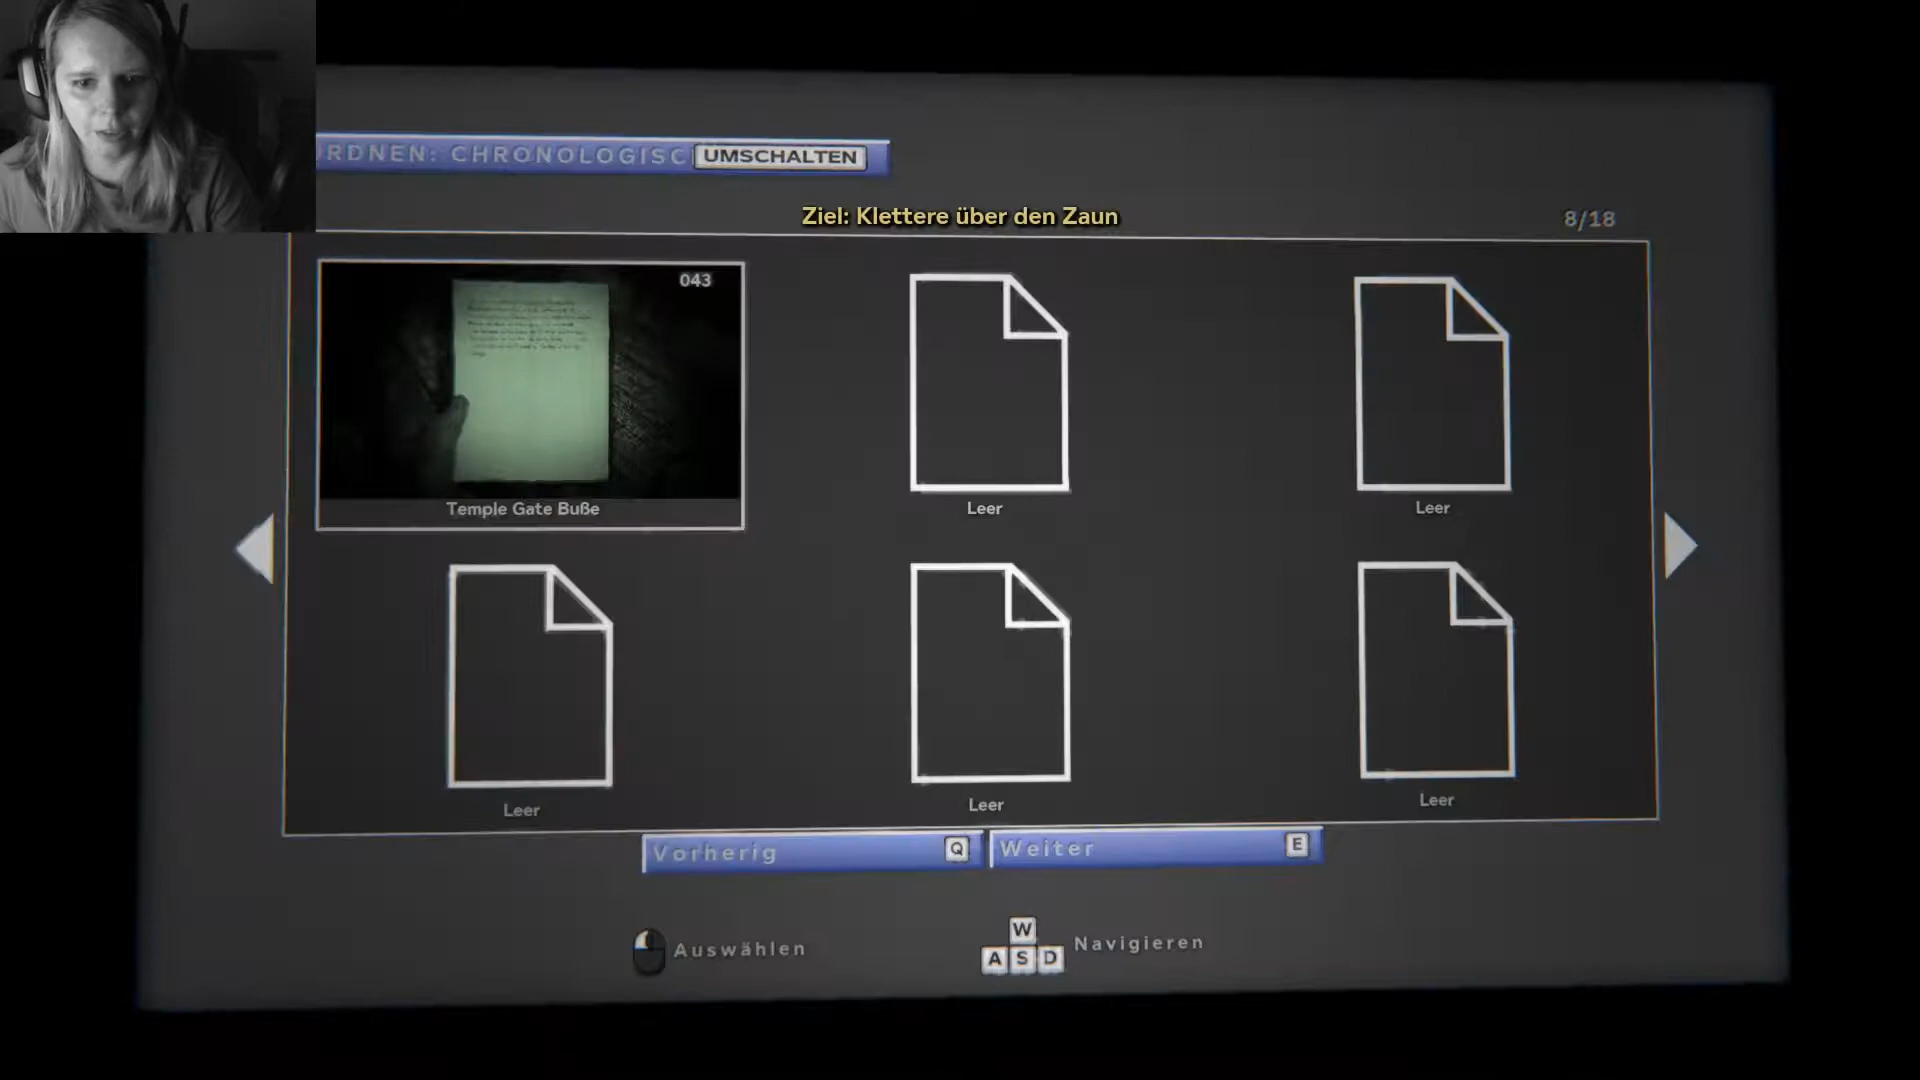 RDNEN: CHRONOLOGISC UMSCHALTEN
Ziel: Klettere über den Zaun
8/18
043
Temple Gate Buße
Leer
Leer
Leer
Leer
Leer
Vorherig Q
Weiter E
Auswählen
W
A S D
Navigieren